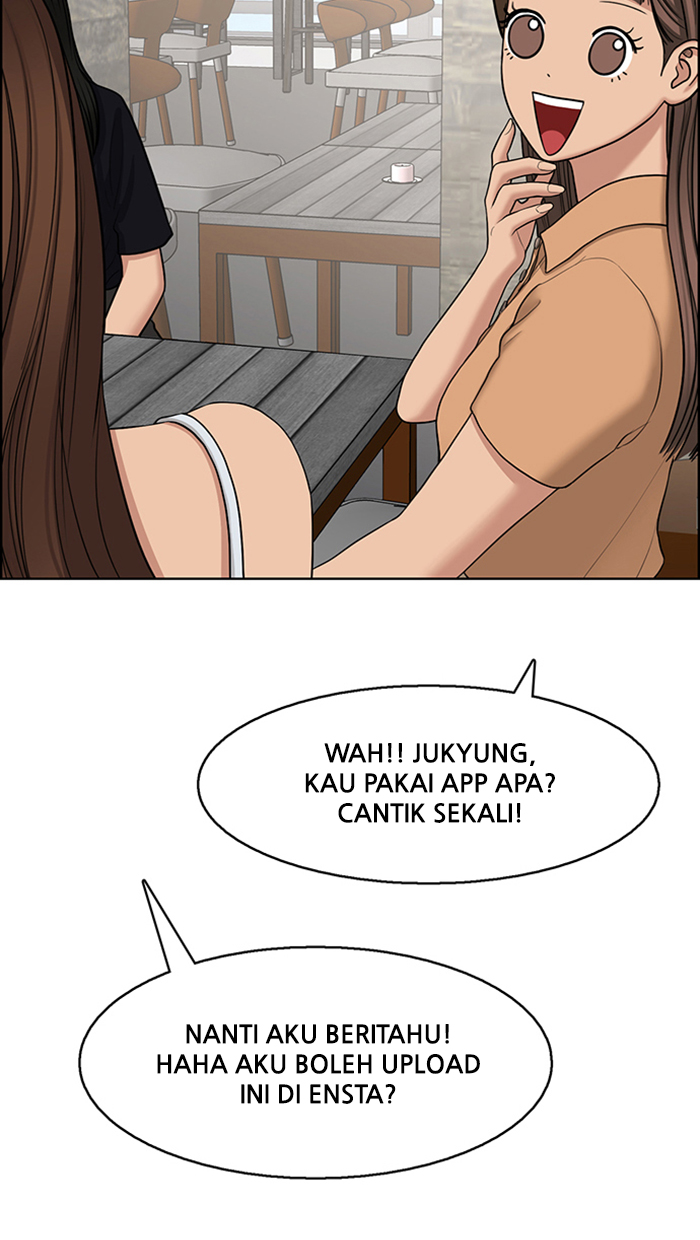 WAH!! JUKYUNG,
KAU PAKAI APP APA?
CANTIK SEKALI!
NANTI AKU BERITAHU!
HAHA AKU BOLEH UPLOAD
INI DI ENSTA?